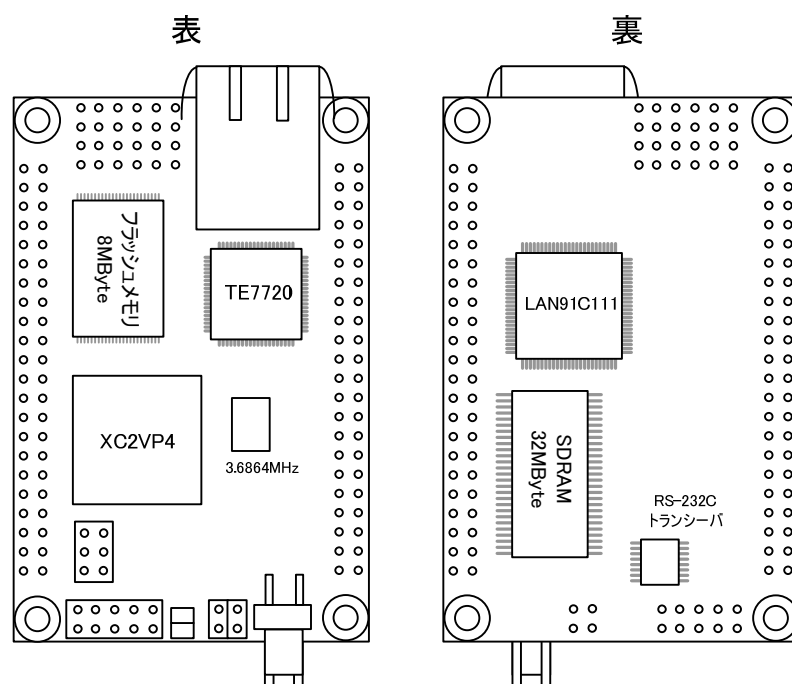 表
裏
フラッシュメモリ
8MByte
TE7720
XC2VP4
3.6864MHz
LAN91C111
SDRAM
32MByte
RS-232C
トランシーバ